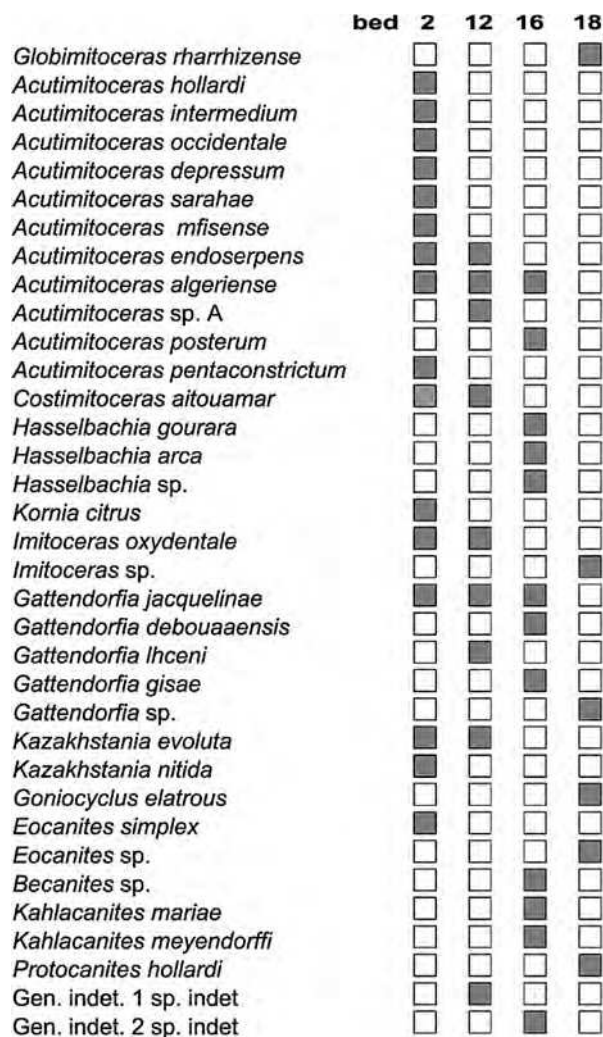 bed 2 12 16 18
Globimitoceras rharrhizense
Acutimitoceras hollardi
Acutimitoceras intermedium
Acutimitoceras occidentale
Acutimitoceras depressum
Acutimitoceras sarahae
Acutimitoceras mfisense
Acutimitoceras endoserpens
Acutimitoceras algeriense
Acutimitoceras sp. A
Acutimitoceras posterum
Acutimitoceras pentaconstrictum
Costimitoceras aitouamar
Hasselbachia gourara
Hasselbachia arca
Hasselbachia sp.
Kornia citrus
Imitoceras oxydentale
Imitoceras sp.
Gattendorfia jacquelinae
Gattendorfia debouaaensis
Gattendorfia lhceni
Gattendorfia gisae
Gattendorfia sp.
Kazakhstania evoluta
Kazakhstania nitida
Goniocyclus elatrous
Eocanites simplex
Eocanites sp.
Becanites sp.
Kahlacanites mariae
Kahlacanites meyendorffi
Protocanites hollardi
Gen. indet. 1 sp. indet
Gen. indet. 2 sp. indet